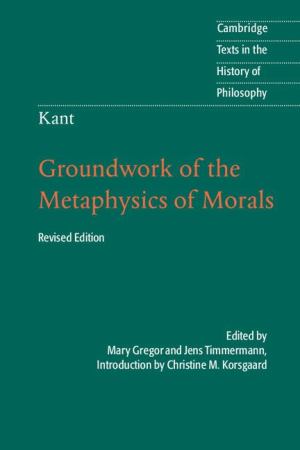 Cambridge
Texts in the
History of
Philosophy
Kant
Groundwork of the
Metaphysics of Morals
Revised Edition
Edited by
Mary Gregor and Jens Timmermann,
Introduction by Christine M. Korsgaard